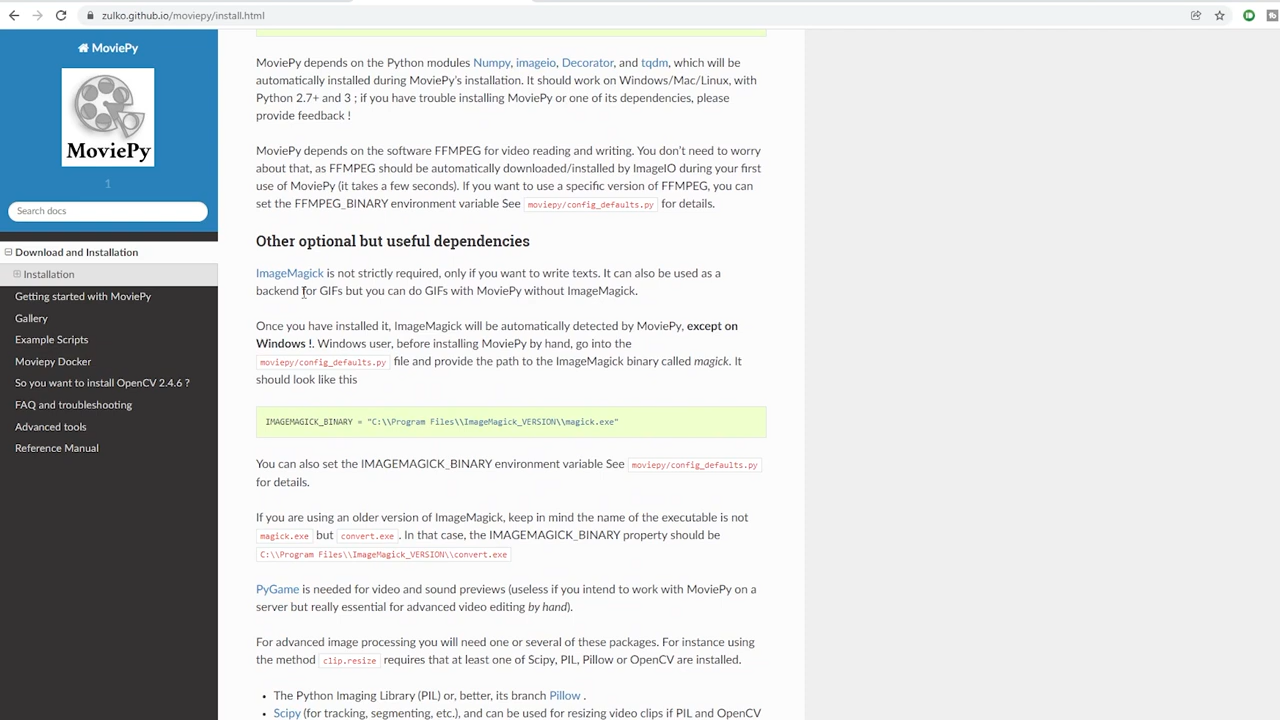 zulko.github.io/moviepy/install.html
MoviePy
MoviePy
1
Search docs
Download and Installation
Installation
Getting started with MoviePy
Gallery
Example Scripts
Moviepy Docker
So you want to install OpenCV 2.4.6 ?
FAQ and troubleshooting
Advanced tools
Reference Manual
MoviePy depends on the Python modules Numpy, imageio, Decorator, and tqdm, which will be
automatically installed during MoviePy's installation. It should work on Windows/Mac/Linux, with
Python 2.7+ and 3 ; if you have trouble installing MoviePy or one of its dependencies, please
provide feedback !
MoviePy depends on the software FFMPEG for video reading and writing. You don't need to worry
about that, as FFMPEG should be automatically downloaded/installed by ImageIO during your first
use of MoviePy (it takes a few seconds). If you want to use a specific version of FFMPEG, you can
set the FFMPEG_BINARY environment variable See moviepy/config_defaults.py for details.
Other optional but useful dependencies
ImageMagick is not strictly required, only if you want to write texts. It can also be used as a
backend for GIFs but you can do GIFs with MoviePy without ImageMagick.
Once you have installed it, ImageMagick will be automatically detected by MoviePy, except on
Windows !. Windows user, before installing MoviePy by hand, go into the
moviepy/config_defaults.py file and provide the path to the ImageMagick binary called magick. It
should look like this
IMAGEMAGICK_BINARY = "C:\\Program Files\\ImageMagick_VERSION\\magick.exe"
You can also set the IMAGEMAGICK_BINARY environment variable See moviepy/config_defaults.py
for details.
If you are using an older version of ImageMagick, keep in mind the name of the executable is not
magick.exe but convert.exe . In that case, the IMAGEMAGICK_BINARY property should be
C:\\Program Files\\ImageMagick_VERSION\\convert.exe
PyGame is needed for video and sound previews (useless if you intend to work with MoviePy on a
server but really essential for advanced video editing by hand).
For advanced image processing you will need one or several of these packages. For instance using
the method clip.resize requires that at least one of Scipy, PIL, Pillow or OpenCV are installed.
• The Python Imaging Library (PIL) or, better, its branch Pillow .
• Scipy (for tracking, segmenting, etc.), and can be used for resizing video clips if PIL and OpenCV